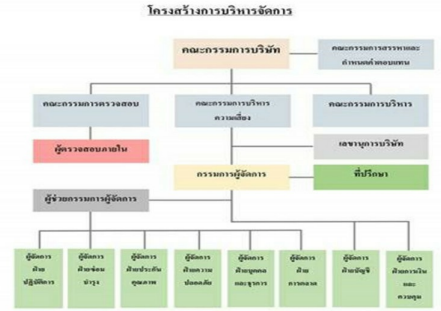 โครงสร้างการบริหารจัดการ
คณะกรรมการบริษัท
คณะกรรมการสรรหาและ
กำหนดค่าตอบแทน
คณะกรรมการตรวจสอบ
คณะกรรมการบริหาร
ความเสี่ยง
คณะกรรมการบริหาร
ผู้ตรวจสอบภายใน
เลขานุการบริษัท
กรรมการผู้จัดการ
ที่ปรึกษา
ผู้ช่วยกรรมการผู้จัดการ
ผู้จัดการ
ฝ่าย
ปฏิบัติการ
ผู้จัดการ
ฝ่ายซ่อม
บำรุง
ผู้จัดการ
ฝ่ายประกัน
คุณภาพ
ผู้จัดการ
ฝ่ายความ
ปลอดภัย
ผู้จัดการ
ฝ่ายบุคคล
และธุรการ
ผู้จัดการ
ฝ่าย
การตลาด
ผู้จัดการ
ฝ่ายบัญชี
ผู้จัดการ
ฝ่ายการเงิน
และ
ควบคุม